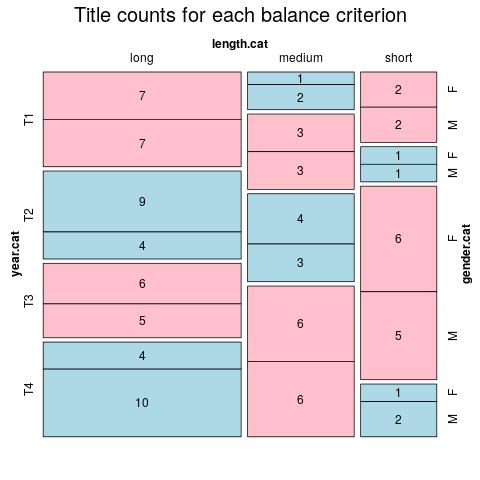 Title counts for each balance criterion
length.cat
long medium short
year.cat
gender.cat
T1
T2
T3
T4
7
7
9
4
6
5
4
10
1
2
3
3
4
3
6
6
2
2
1
1
6
5
1
2
F
M
F
M
F
M
F
M